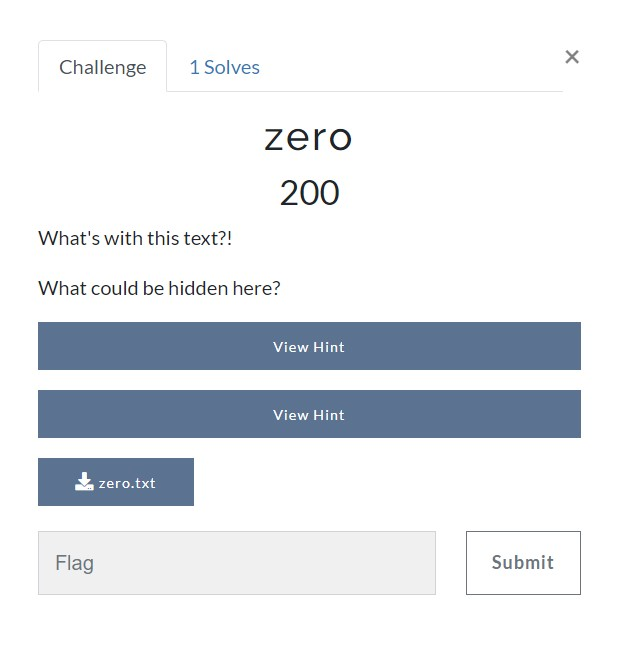 Challenge
1 Solves
×
zero
200
What's with this text?!
What could be hidden here?
View Hint
View Hint
zero.txt
Flag
Submit